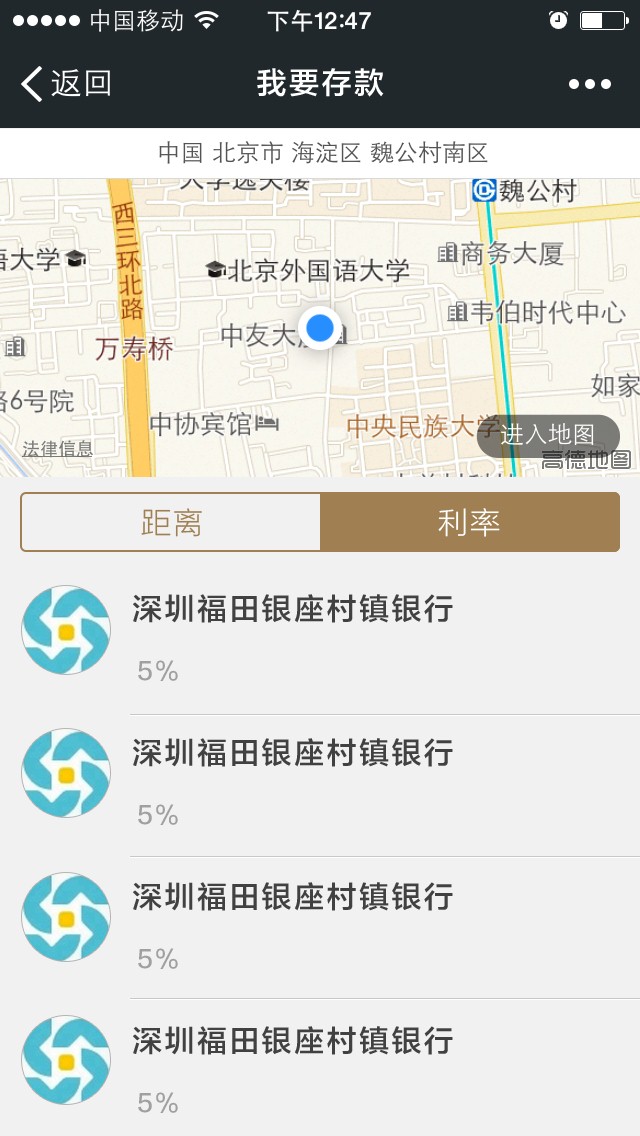 中国移动 下午12:47
返回 我要存款
中国 北京市 海淀区 魏公村南区
魏公村
西三环北路
语大学
北京外国语大学
商务大厦
韦伯时代中心
中友大
万寿桥
路6号院
如家
中协宾馆
中央民族大学
进入地图
法律信息
高德地图
距离 利率
深圳福田银座村镇银行
5%
深圳福田银座村镇银行
5%
深圳福田银座村镇银行
5%
深圳福田银座村镇银行
5%